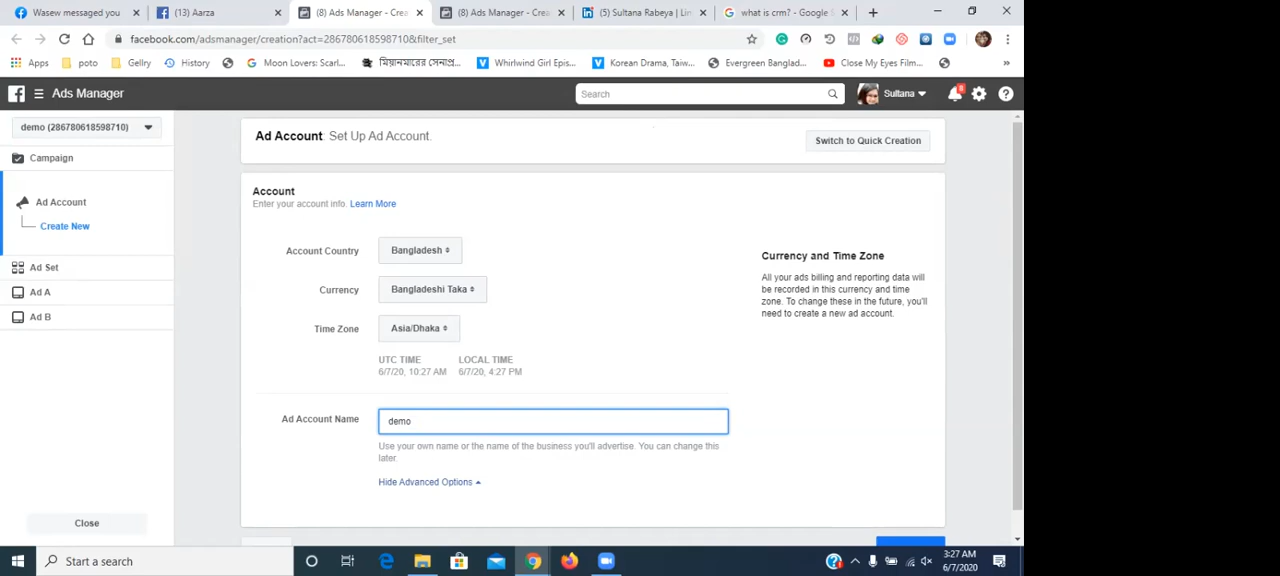 Wasew messaged you
(13) Aarza
(8) Ads Manager - Crea
(8) Ads Manager - Crea
(5) Sultana Rabeya | Lin
what is crm? - Google S
facebook.com/adsmanager/creation?act=286780618598710&filter_set
Apps
poto
Gellry
History
Moon Lovers: Scarl...
মিয়ানমারের সেনাপ্র...
Whirlwind Girl Epis...
Korean Drama, Taiw...
Evergreen Banglad...
Close My Eyes Film...
»
Ads Manager
Search
Sultana
8
demo (286780618598710)
Campaign
Ad Account
Create New
Ad Set
Ad A
Ad B
Close
Ad Account: Set Up Ad Account.
Switch to Quick Creation
Account
Enter your account info. Learn More
Account Country
Bangladesh
Currency
Bangladeshi Taka
Time Zone
Asia/Dhaka
UTC TIME LOCAL TIME
6/7/20, 10:27 AM 6/7/20, 4:27 PM
Ad Account Name
demo
Use your own name or the name of the business you'll advertise. You can change this
later.
Hide Advanced Options
Currency and Time Zone
All your ads billing and reporting data will
be recorded in this currency and time
zone. To change these in the future, you'll
need to create a new ad account.
Start a search
3:27 AM
6/7/2020